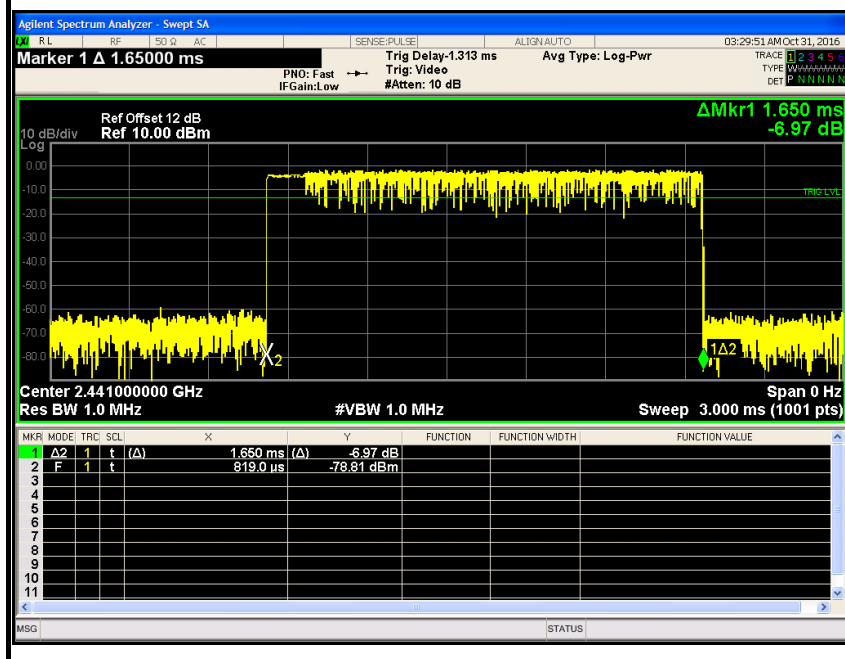 Agilent Spectrum Analyzer - Swept SA
RL RF 50 Ω AC SENSE:PULSE ALIGN AUTO 03:29:51 AM Oct 31, 2016
Marker 1 Δ 1.65000 ms
PNO: Fast
IFGain:Low
Trig Delay-1.313 ms
Trig: Video
#Atten: 10 dB
Avg Type: Log-Pwr
TRACE 1 2 3 4 5 6
TYPE W
DET P N N N N N
ΔMkr1 1.650 ms
-6.97 dB
Ref Offset 12 dB
10 dB/div Ref 10.00 dBm
Log
0.00
-10.0
TRIG LVL
-20.0
-30.0
-40.0
-50.0
-60.0
-70.0
-80.0
X2
1Δ2
Center 2.441000000 GHz Span 0 Hz
Res BW 1.0 MHz #VBW 1.0 MHz Sweep 3.000 ms (1001 pts)
MKR MODE TRC SCL X Y FUNCTION FUNCTION WIDTH FUNCTION VALUE
1 Δ2 1 t (Δ) 1.650 ms (Δ) -6.97 dB
2 F 1 t 819.0 µs -78.81 dBm
3
4
5
6
7
8
9
10
11
MSG STATUS